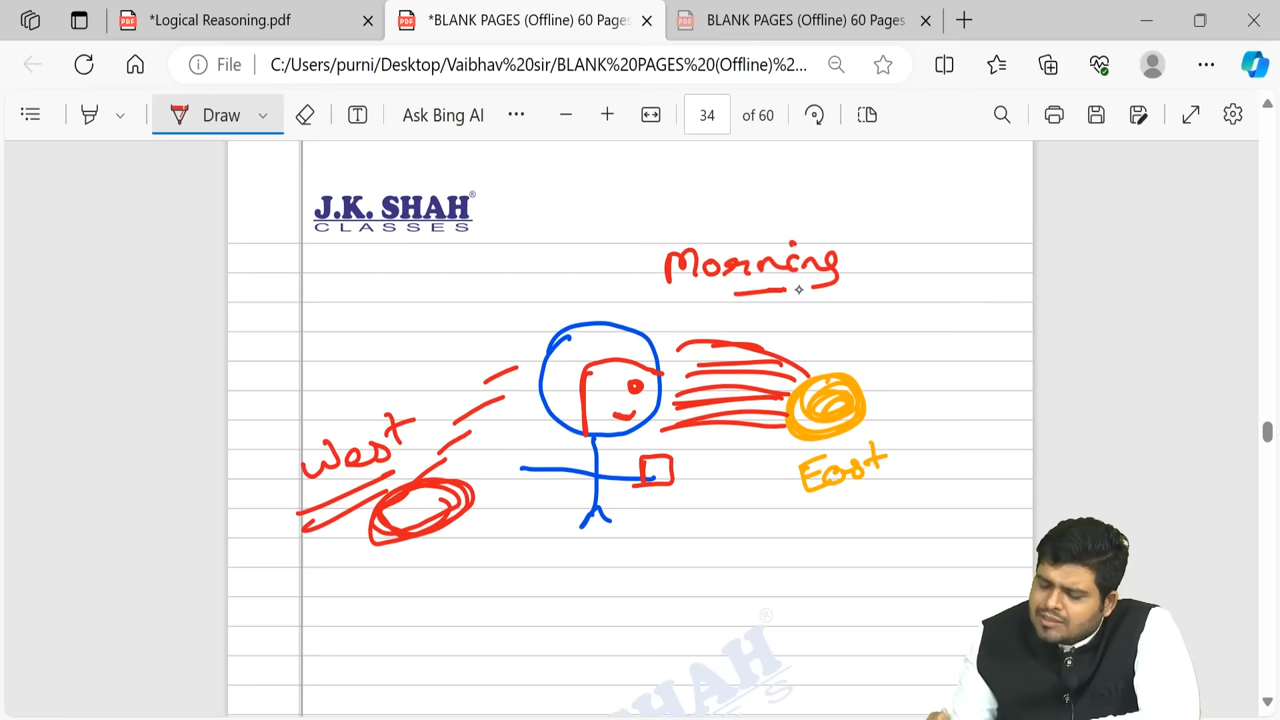 *Logical Reasoning.pdf
*BLANK PAGES (Offline) 60 Pages
BLANK PAGES (Offline) 60 Pages
File
C:/Users/purni/Desktop/Vaibhav%20sir/BLANK%20PAGES%20(Offline)%2...
Draw
Ask Bing AI
34
of 60
J.K. SHAH®
CLASSES
Morning
West
East
SHAH